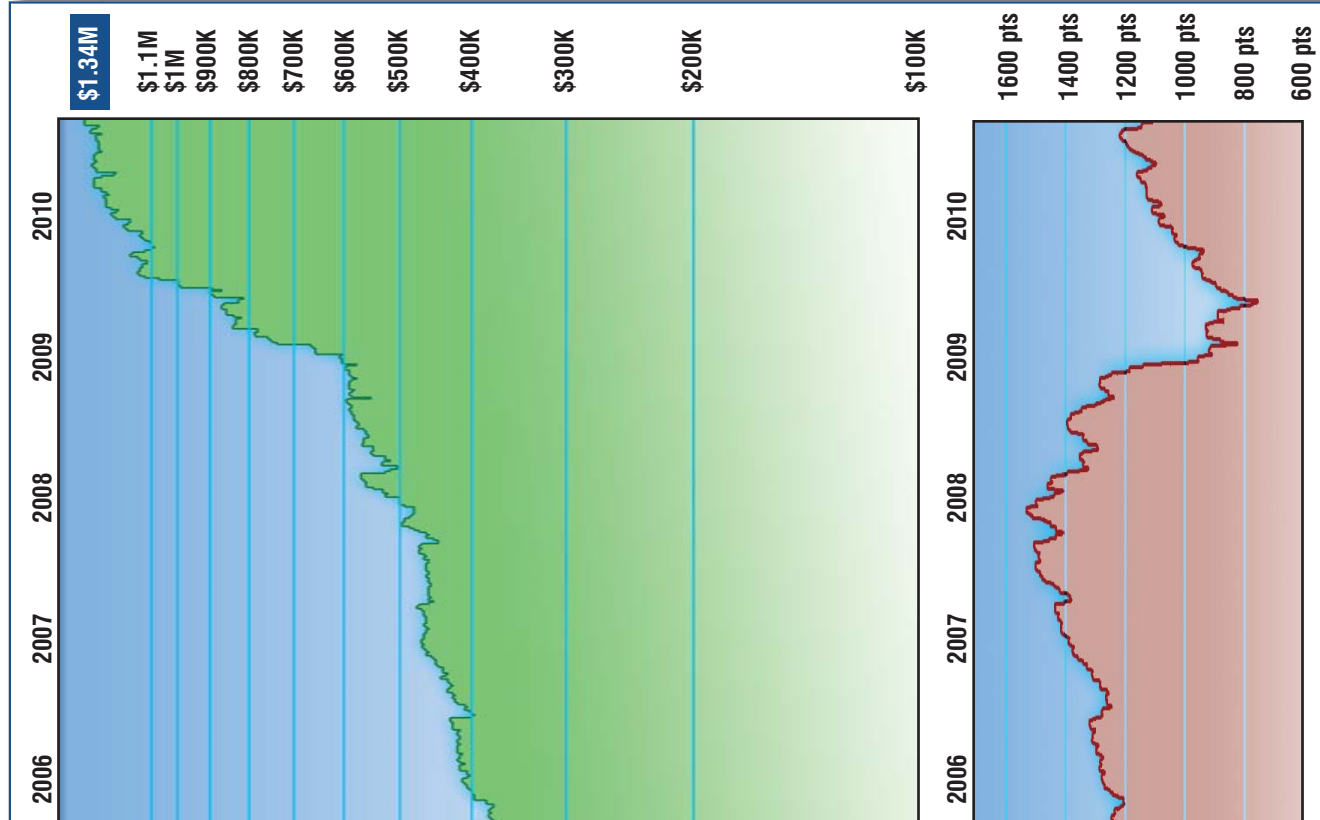 $1.34M
$1.1M
$1M
$900K
$800K
$700K
$600K
$500K
$400K
$300K
$200K
$100K
2006
2007
2008
2009
2010
1600 pts
1400 pts
1200 pts
1000 pts
800 pts
600 pts
2006
2007
2008
2009
2010